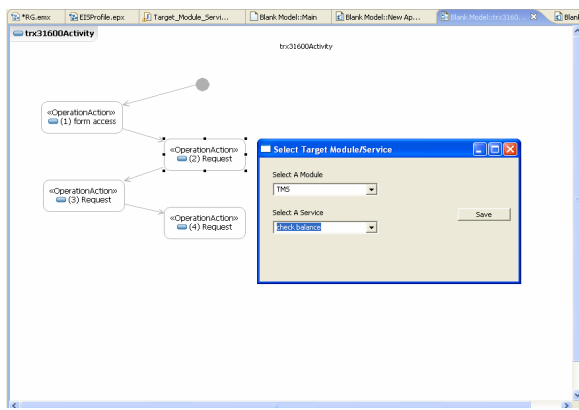 *RG.emx
EISProfile.epx
Target_Module_Servi...
Blank Model::Main
Blank Model::New Ap...
Blank Model::trx3160...
Blank
trx31600Activity
trx31600Activity
«OperationAction»
(1) form access
«OperationAction»
(2) Request
«OperationAction»
(3) Request
«OperationAction»
(4) Request
Select Target Module/Service
Select A Module
TMS
Select A Service
Save
check balance